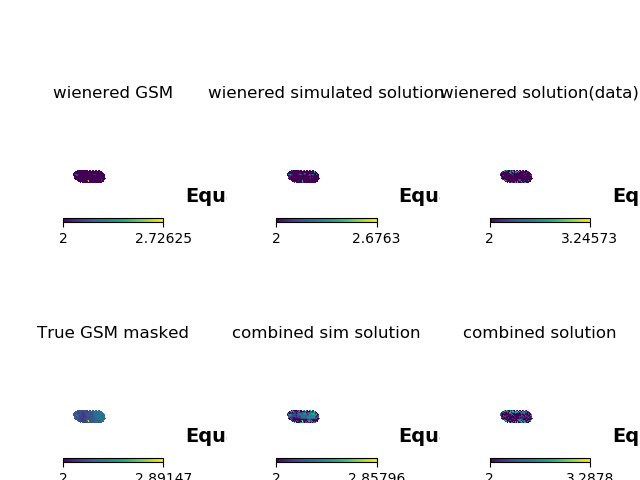 wienered GSM
wienered simulated solution
wienered solution(data)
Equ
Equ
Eq
2 2.72625
2 2.6763
2 3.24573
True GSM masked
combined sim solution
combined solution
Equ
Equ
Eq
2 2.89147
2 2.85796
2 3.2878